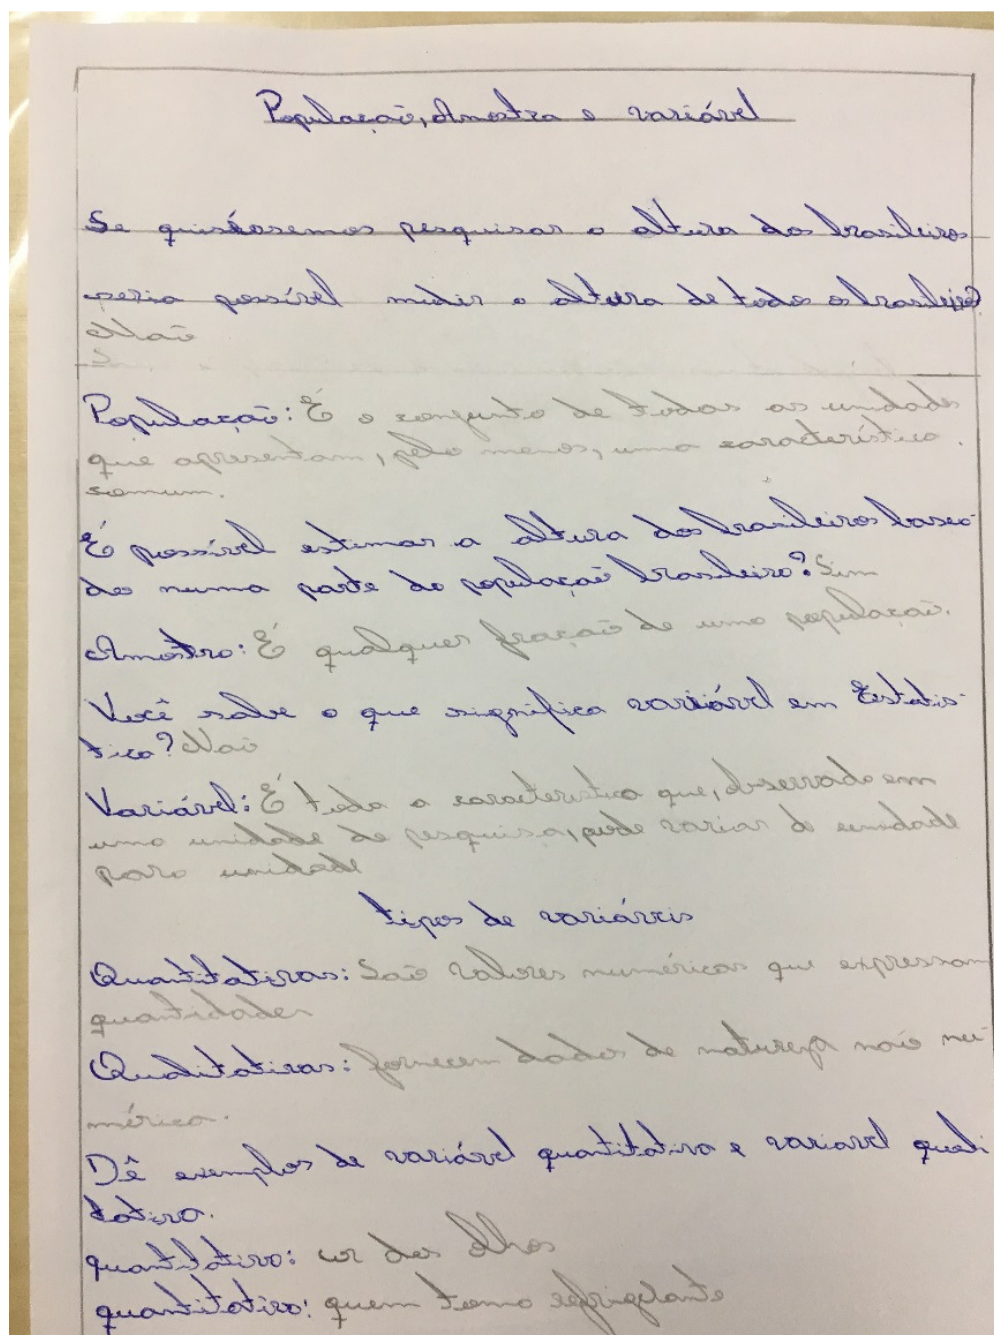 População, Amostra e variável
Se quiséssemos pesquisar a altura dos brasileiros
seria possível medir a altura de todos os brasileiros?
Não
População: É o conjunto de todas as unidades
que apresentam, pelo menos, uma característica
comum.
É possível estimar a altura dos brasileiros basea-
do numa parte da população brasileira? Sim
Amostra: É qualquer fração de uma população.
Você sabe o que significa variável em Estatís-
tica? Não
Variável: É toda a característica que, observada em
uma unidade de pesquisa, pode variar de unidade
para unidade
tipos de variáveis
Quantitativas: São valores numéricos que expressam
quantidades
Qualitativas: fornecem dados de natureza não nu-
mérica.
Dê exemplos de variável quantitativa e variavel quali
tativa.
quantitativo: cor dos olhos
quantitativo: quem toma refrigilante